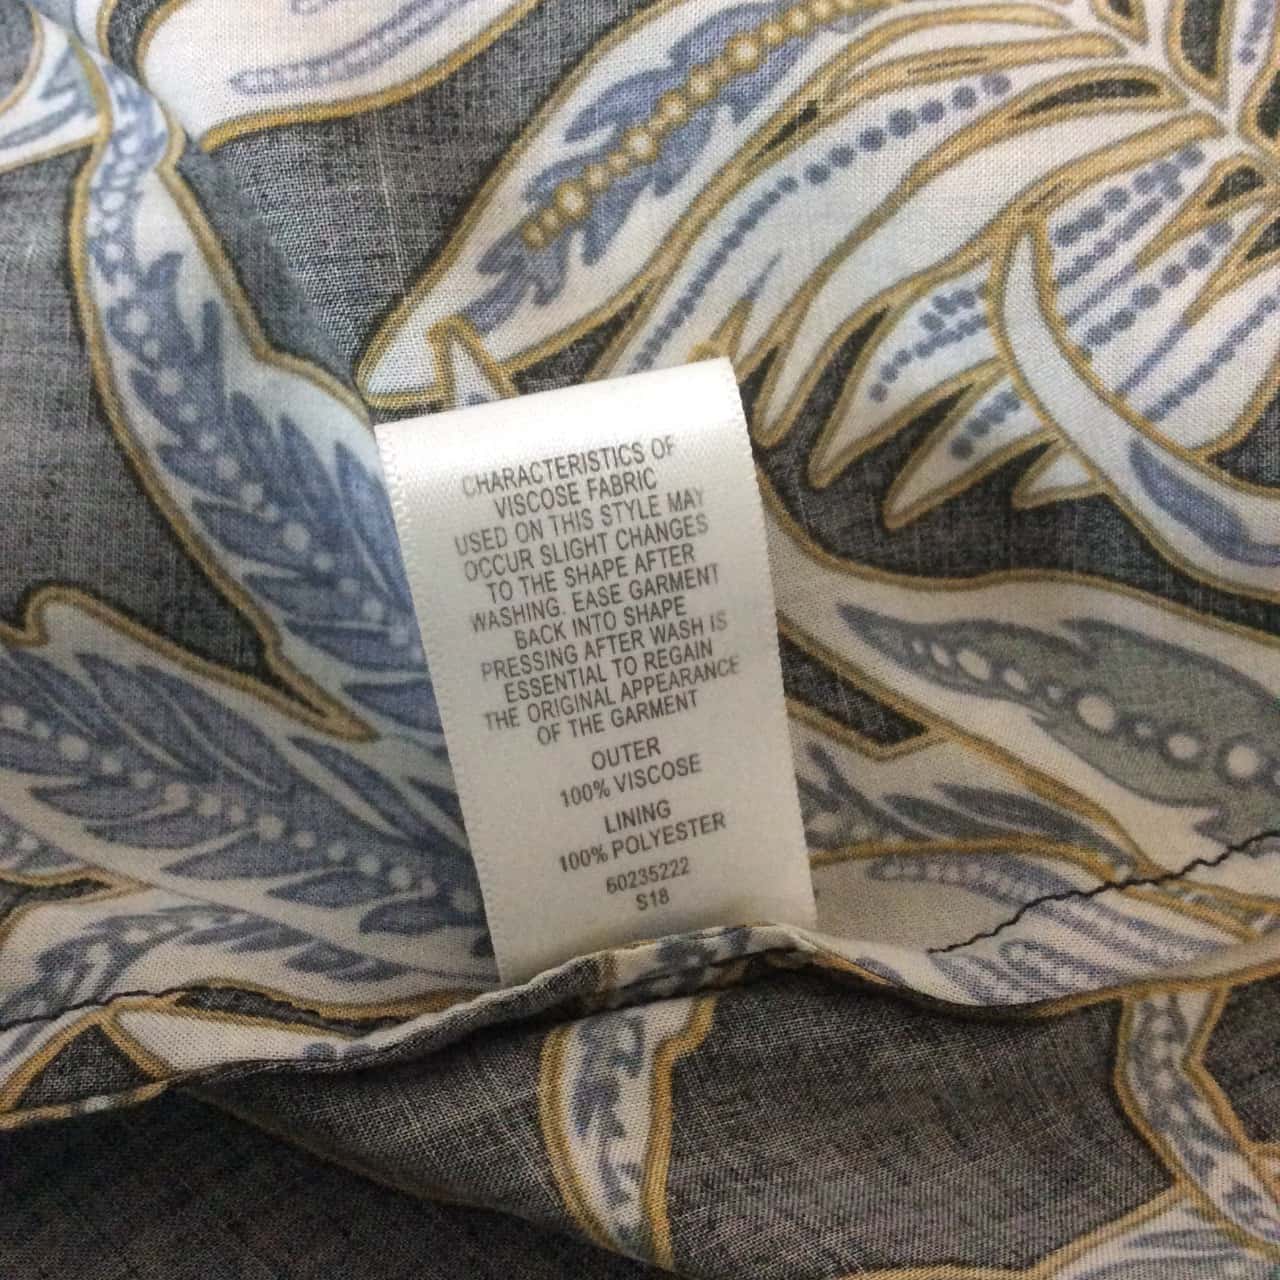 CHARACTERISTICS OF
VISCOSE FABRIC
USED ON THIS STYLE MAY
OCCUR SLIGHT CHANGES
TO THE SHAPE AFTER
WASHING. EASE GARMENT
BACK INTO SHAPE
PRESSING AFTER WASH IS
ESSENTIAL TO REGAIN
THE ORIGINAL APPEARANCE
OF THE GARMENT
OUTER
100% VISCOSE
LINING
100% POLYESTER
60235222
S18